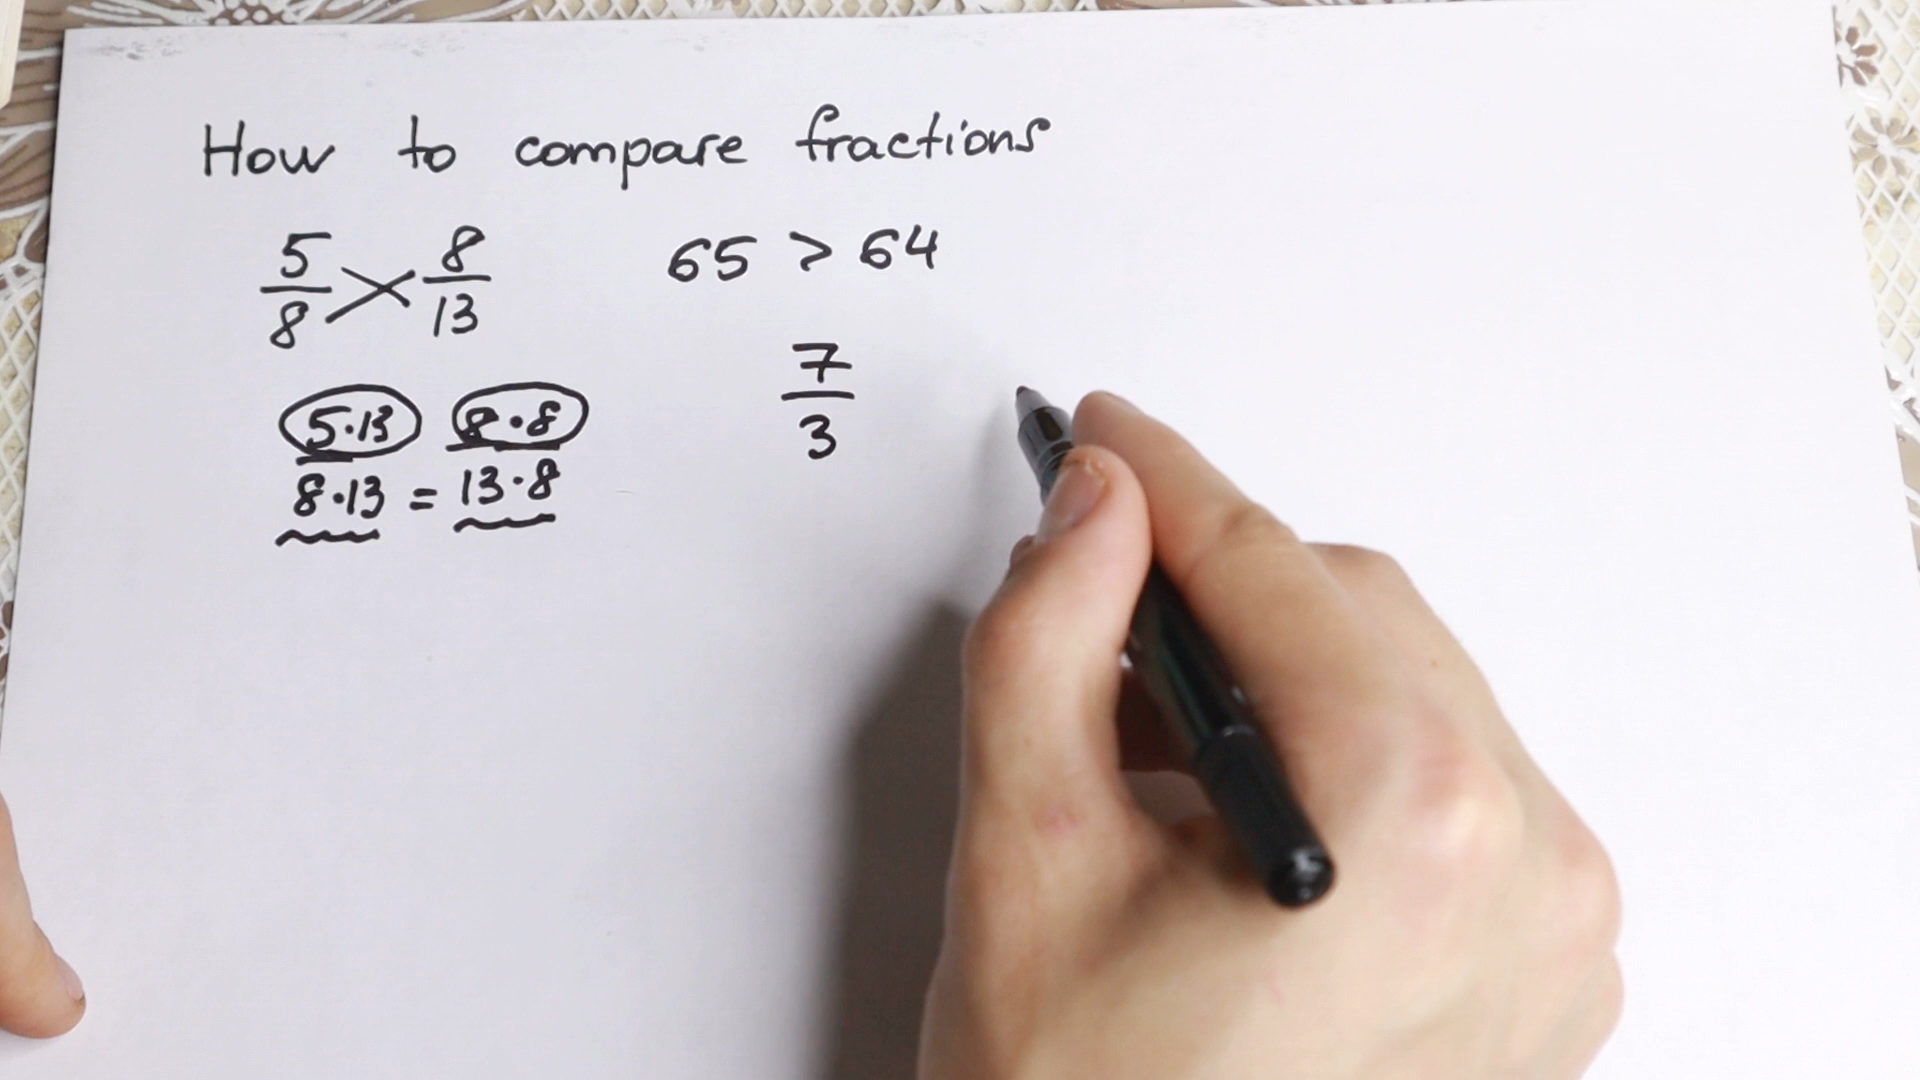 How to compare fractions
5/8 8/13 65 > 64
7/3
5·13 8·8
8·13 = 13·8